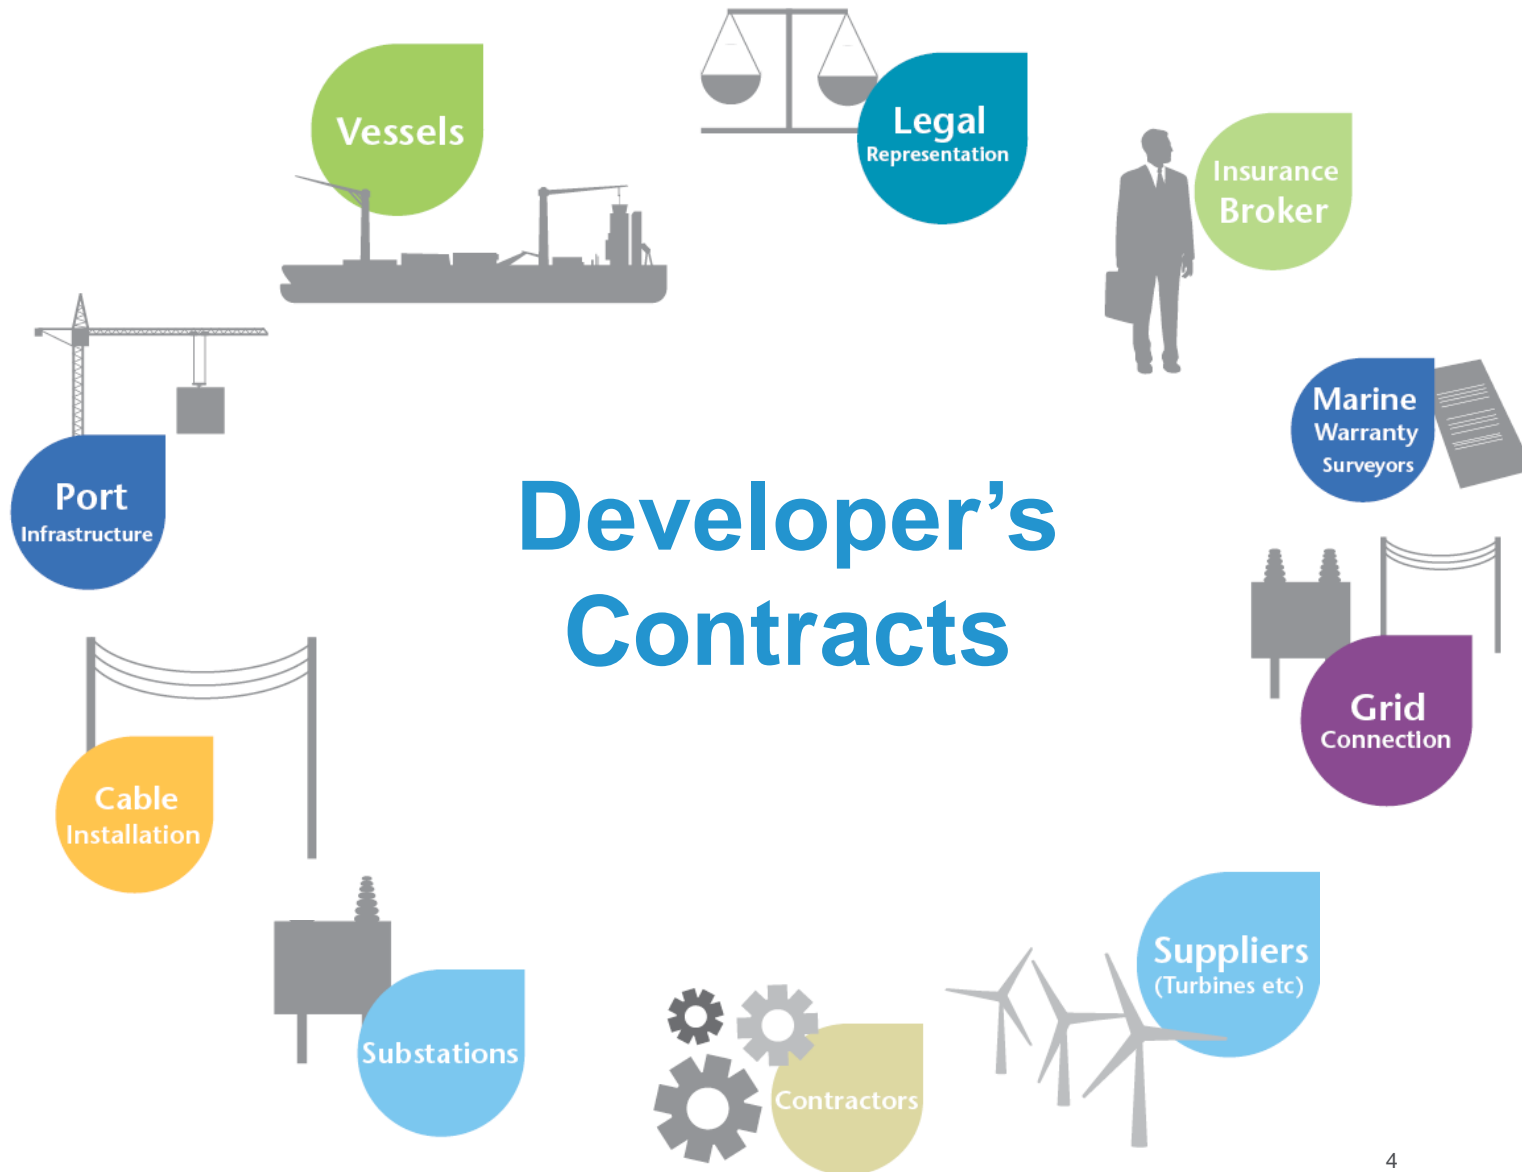 Vessels
Legal
Representation
Insurance
Broker
Marine
Warranty
Surveyors
Port
Infrastructure
Developer’s
Contracts
Grid
Connection
Cable
Installation
Suppliers
(Turbines etc)
Substations
Contractors
4